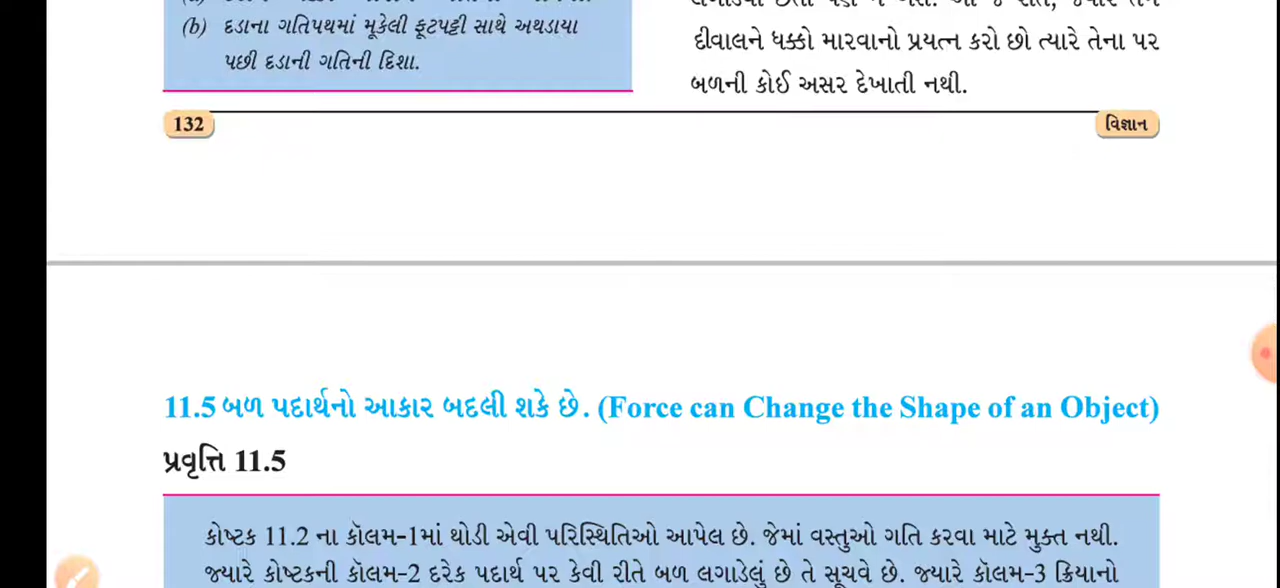 (b) દડાના ગતિપથમાં મૂકેલી ફૂટપટ્ટી સાથે અથડાયા
પછી દડાની ગતિની દિશા.
દીવાલને ધક્કો મારવાનો પ્રયત્ન કરો છો ત્યારે તેના પર
બળની કોઈ અસર દેખાતી નથી.
132
વિજ્ઞાન
11.5 બળ પદાર્થનો આકાર બદલી શકે છે. (Force can Change the Shape of an Object)
પ્રવૃત્તિ 11.5
કોષ્ટક 11.2 ના કૉલમ-1માં થોડી એવી પરિસ્થિતિઓ આપેલ છે. જેમાં વસ્તુઓ ગતિ કરવા માટે મુક્ત નથી.
જ્યારે કોષ્ટકની કૉલમ-2 દરેક પદાર્થ પર કેવી રીતે બળ લગાડેલું છે તે સૂચવે છે. જ્યારે કૉલમ-3 ક્રિયાનો